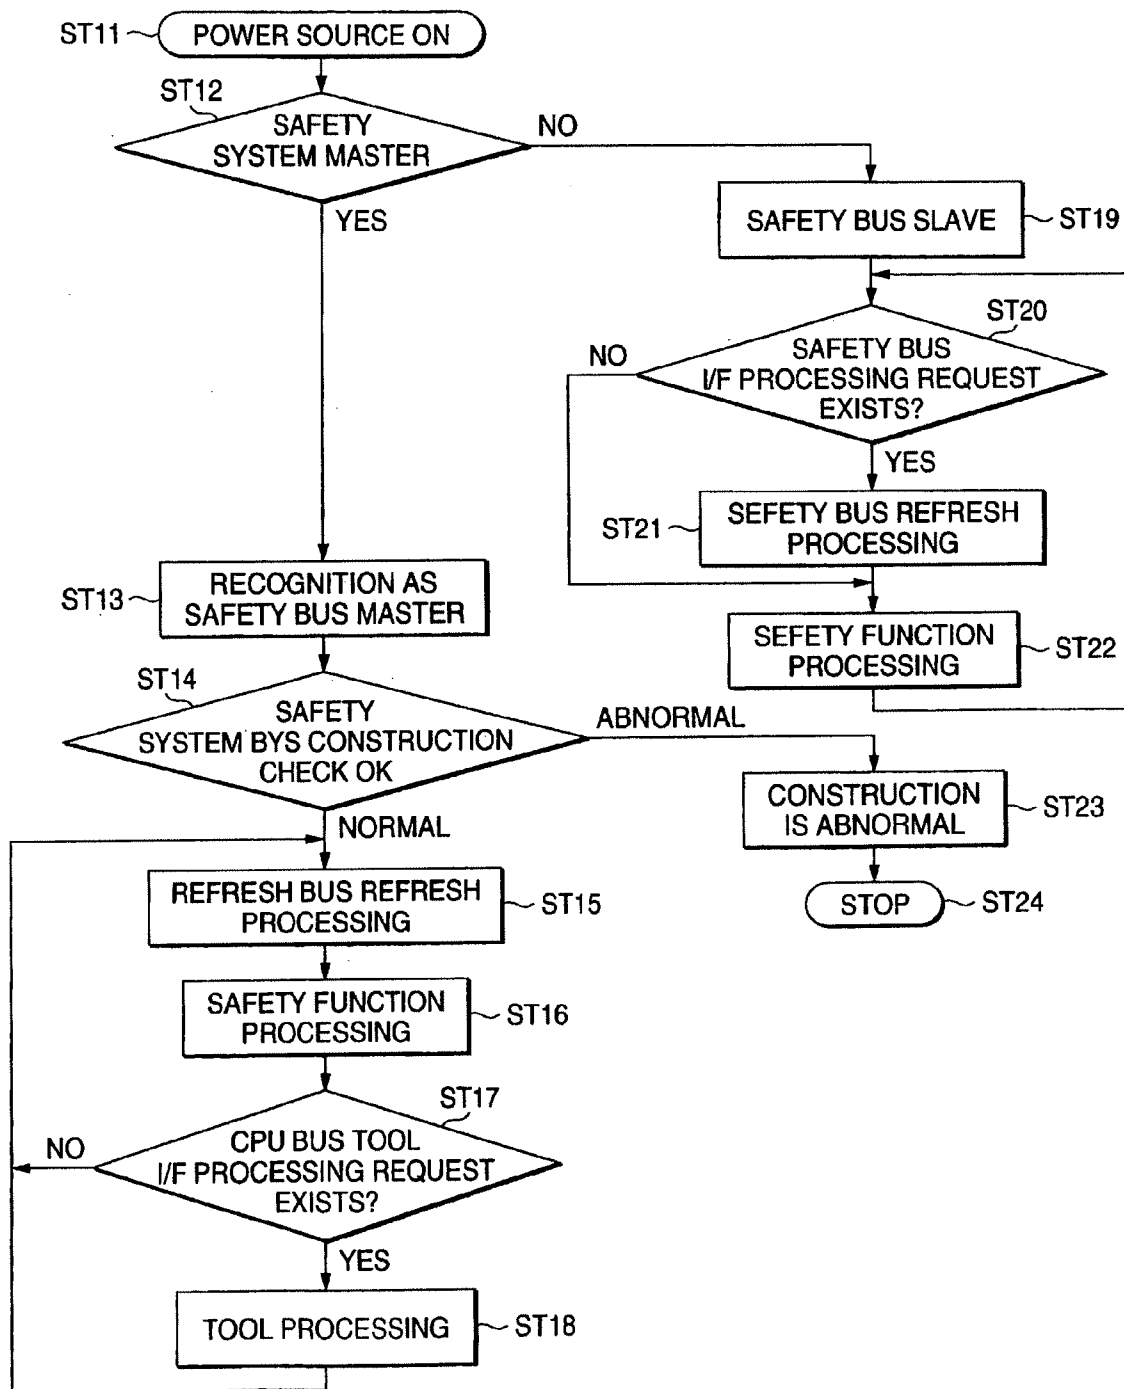 ST11
POWER SOURCE ON
ST12
SAFETY
SYSTEM MASTER
NO
YES
SAFETY BUS SLAVE
ST19
ST20
NO
SAFETY BUS
I/F PROCESSING REQUEST
EXISTS?
YES
ST21
SEFETY BUS REFRESH
PROCESSING
ST13
RECOGNITION AS
SAFETY BUS MASTER
SEFETY FUNCTION
PROCESSING
ST22
ST14
SAFETY
SYSTEM BYS CONSTRUCTION
CHECK OK
ABNORMAL
NORMAL
CONSTRUCTION
IS ABNORMAL
ST23
REFRESH BUS REFRESH
PROCESSING
ST15
STOP
ST24
SAFETY FUNCTION
PROCESSING
ST16
ST17
NO
CPU BUS TOOL
I/F PROCESSING REQUEST
EXISTS?
YES
TOOL PROCESSING
ST18